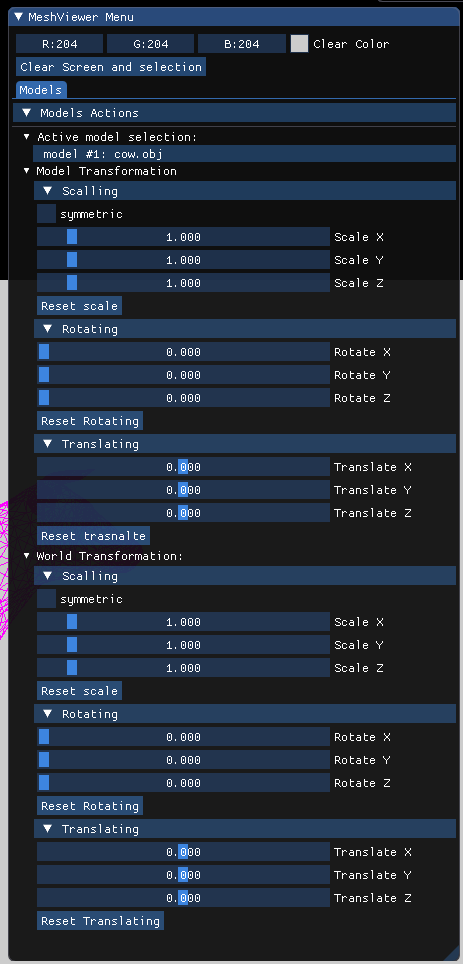 MeshViewer Menu
R:204 G:204 B:204 Clear Color
Clear Screen and selection
Models
Models Actions
Active model selection:
model #1: cow.obj
Model Transformation
Scalling
symmetric
1.000 Scale X
1.000 Scale Y
1.000 Scale Z
Reset scale
Rotating
0.000 Rotate X
0.000 Rotate Y
0.000 Rotate Z
Reset Rotating
Translating
0.000 Translate X
0.000 Translate Y
0.000 Translate Z
Reset trasnalte
World Transformation:
Scalling
symmetric
1.000 Scale X
1.000 Scale Y
1.000 Scale Z
Reset scale
Rotating
0.000 Rotate X
0.000 Rotate Y
0.000 Rotate Z
Reset Rotating
Translating
0.000 Translate X
0.000 Translate Y
0.000 Translate Z
Reset Translating